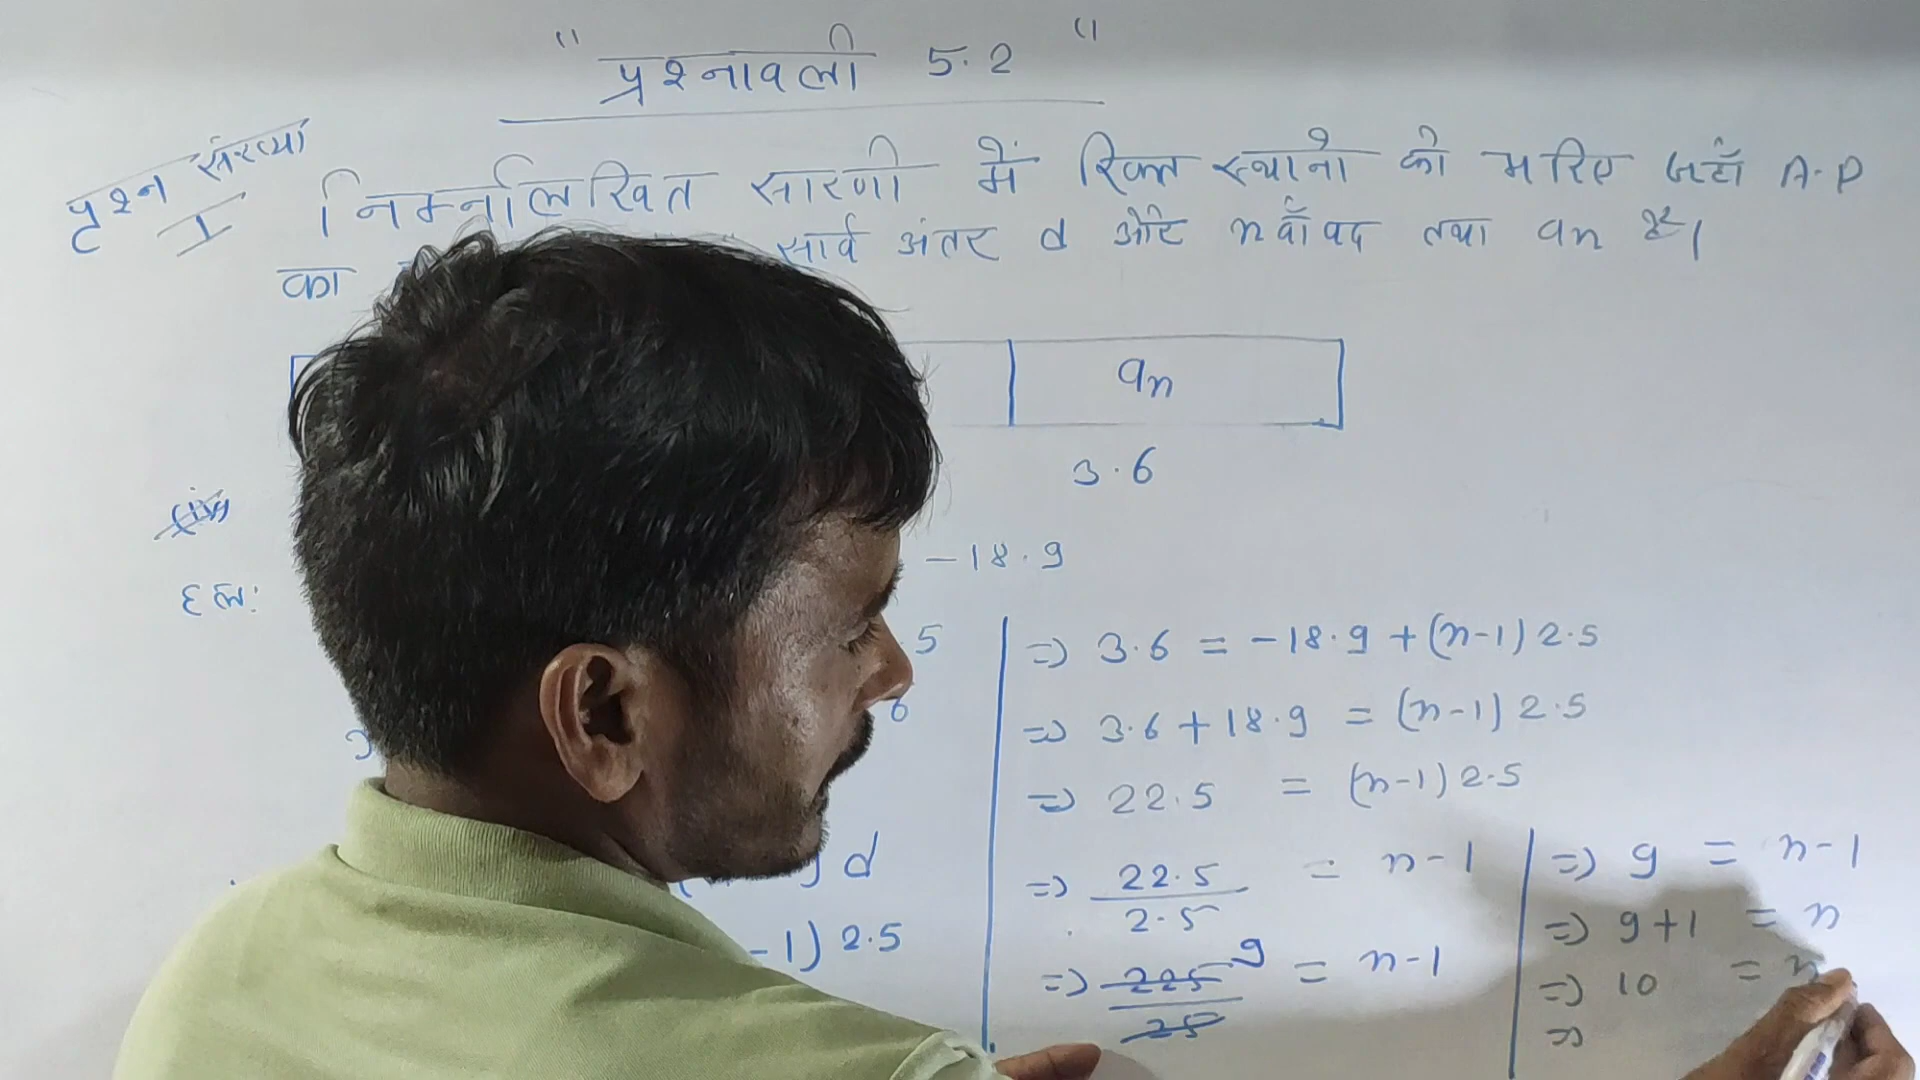 " प्रश्नावली 5.2 "
प्रश्न संख्या
1 निम्नलिखित सारणी में रिक्त स्थानो को भरिए जहाँ A.P
का सार्व अंतर d और n वाँ पद तथा an है।
an
3.6
- 18.9
हल:
5
=) 3.6 = -18.9 + (n-1) 2.5
=) 3.6 + 18.9 = (n-1) 2.5
=) 22.5 = (n-1) 2.5
) d
-1) 2.5
=) 22.5 / 2.5 = n-1
=) 225 / 25 9 = n-1
=) 9 = n-1
=) 9+1 = n
=) 10 = n